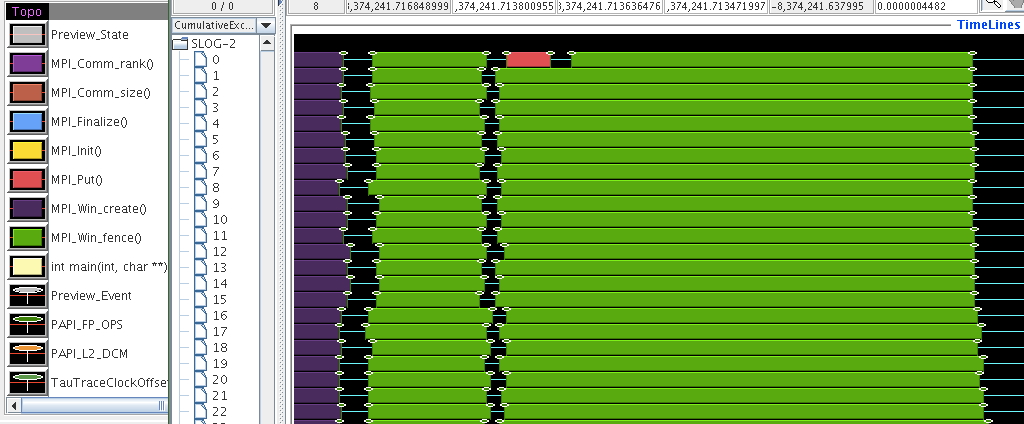 Topo
Preview_State
MPI_Comm_rank()
MPI_Comm_size()
MPI_Finalize()
MPI_Init()
MPI_Put()
MPI_Win_create()
MPI_Win_fence()
int main(int, char **)
Preview_Event
PAPI_FP_OPS
PAPI_L2_DCM
TauTraceClockOffse
0 / 0
CumulativeExc...
SLOG-2
0
1
2
3
4
5
6
7
8
9
10
11
12
13
14
15
16
17
18
19
20
21
22
8 ,374,241.716848999 ,374,241.713800955 ,374,241.713636476 ,374,241.713471997 -8,374,241.637995 0.0000004482
TimeLines